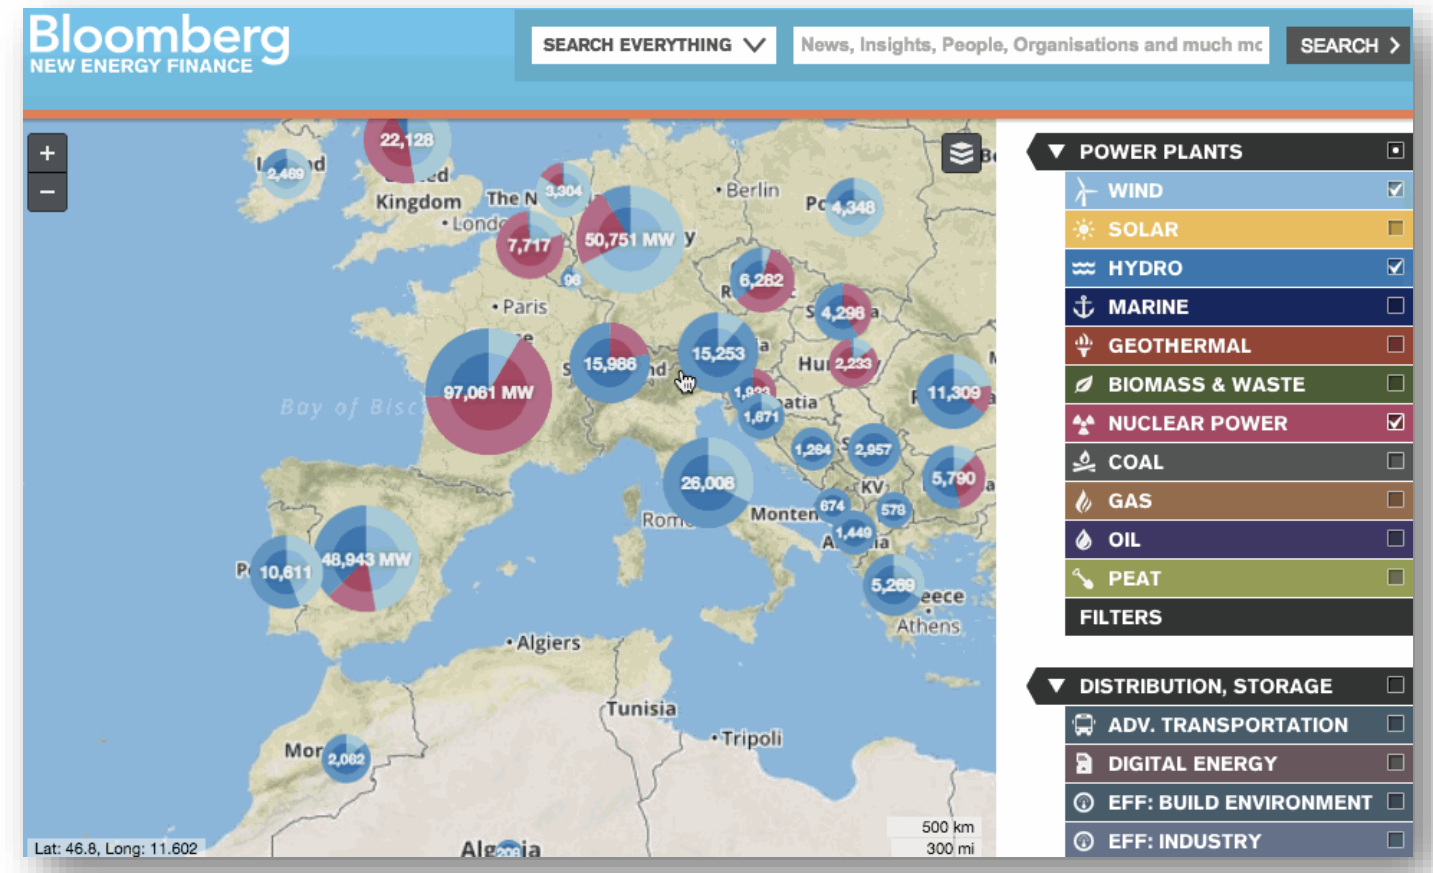 Bloomberg
NEW ENERGY FINANCE
SEARCH EVERYTHING
News, Insights, People, Organisations and much mo
SEARCH
+
−
22,128
2,469
Kingdom
The N
3,304
• Berlin
4,348
• Lond
7,717
50,751 MW
y
96
6,282
• Paris
4,296
15,986
15,253
Hu
2,233
97,061 MW
11,309
Bay of Bisc
atia
1,671
1,264
2,957
26,008
5,790
KV
674
578
Rom
Monten
1,449
48,943 MW
10,611
5,269
eece
Athens
• Algiers
Tunisia
• Tripoli
Mor
2,082
Lat: 46.8, Long: 11.602
500 km
300 mi
POWER PLANTS
WIND
SOLAR
HYDRO
MARINE
GEOTHERMAL
BIOMASS & WASTE
NUCLEAR POWER
COAL
GAS
OIL
PEAT
FILTERS
DISTRIBUTION, STORAGE
ADV. TRANSPORTATION
DIGITAL ENERGY
EFF: BUILD ENVIRONMENT
EFF: INDUSTRY